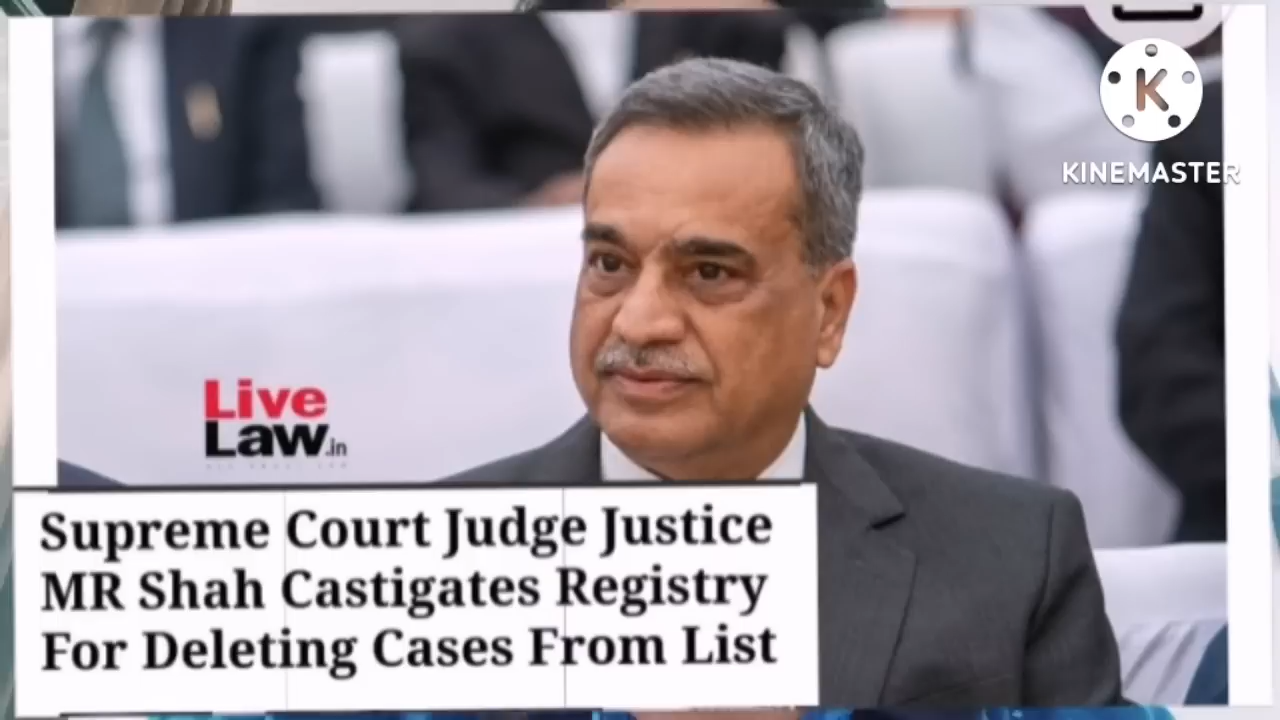 K
KINEMASTER
Live
Law.in
Supreme Court Judge Justice
MR Shah Castigates Registry
For Deleting Cases From List